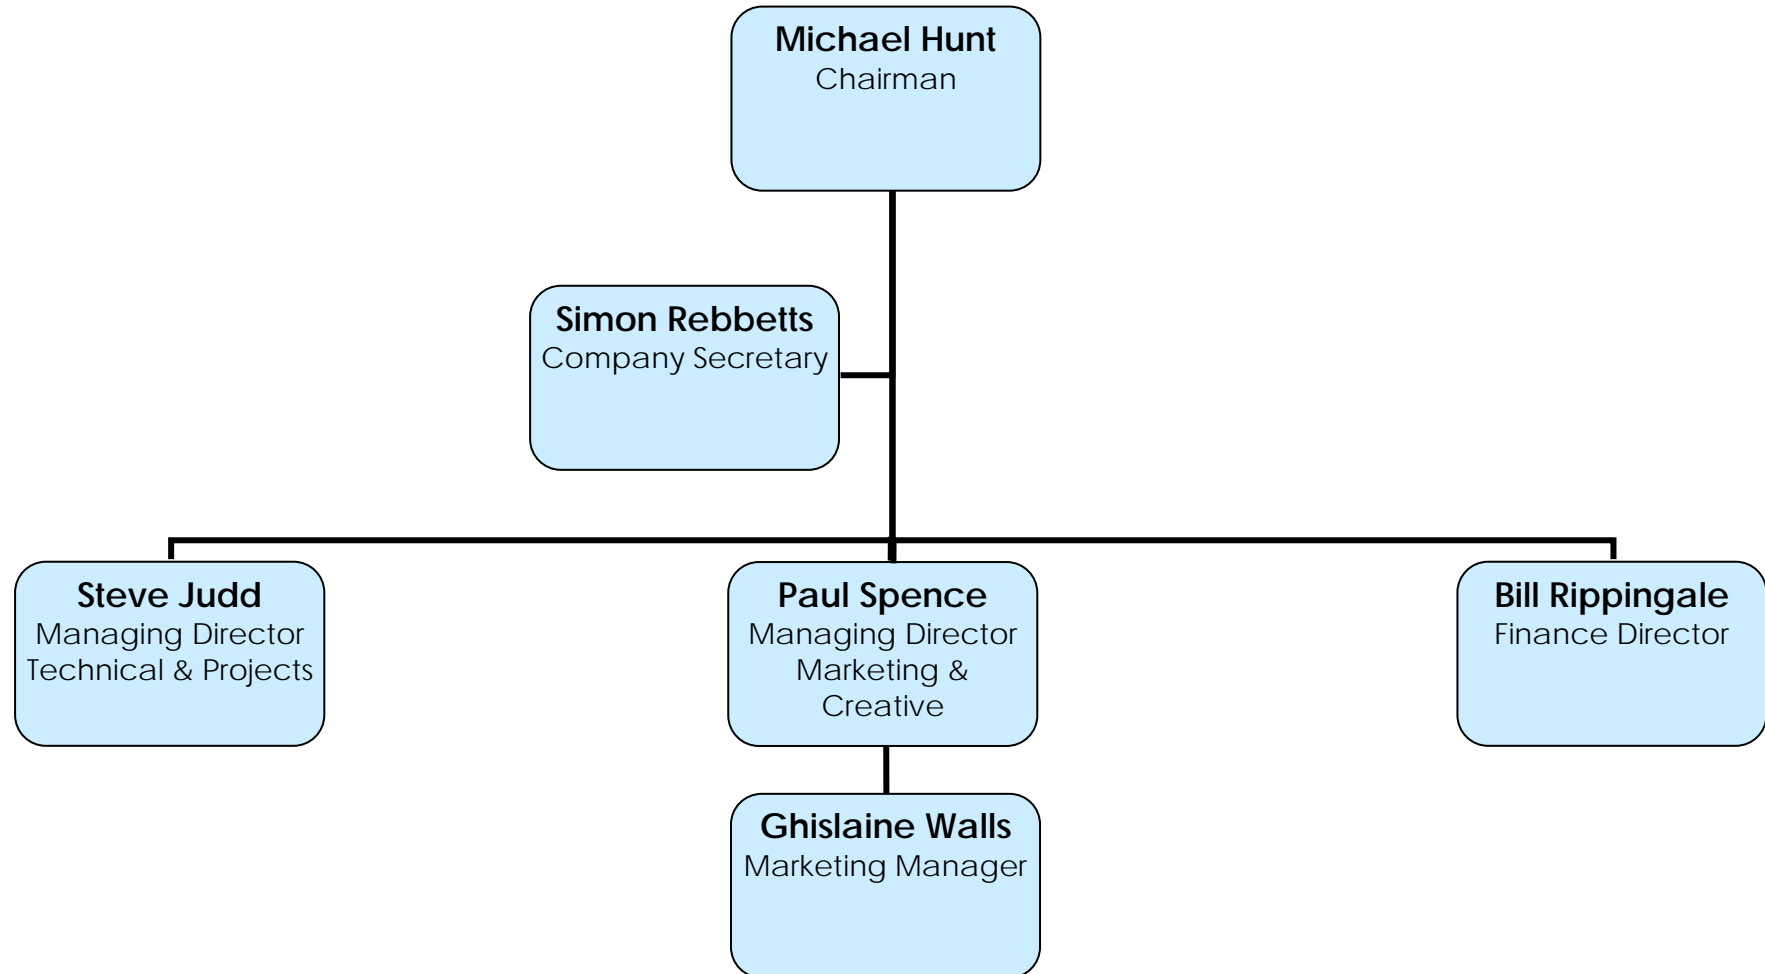 Michael Hunt
Chairman
Simon Rebbetts
Company Secretary
Steve Judd
Managing Director
Technical & Projects
Paul Spence
Managing Director
Marketing &
Creative
Bill Rippingale
Finance Director
Ghislaine Walls
Marketing Manager